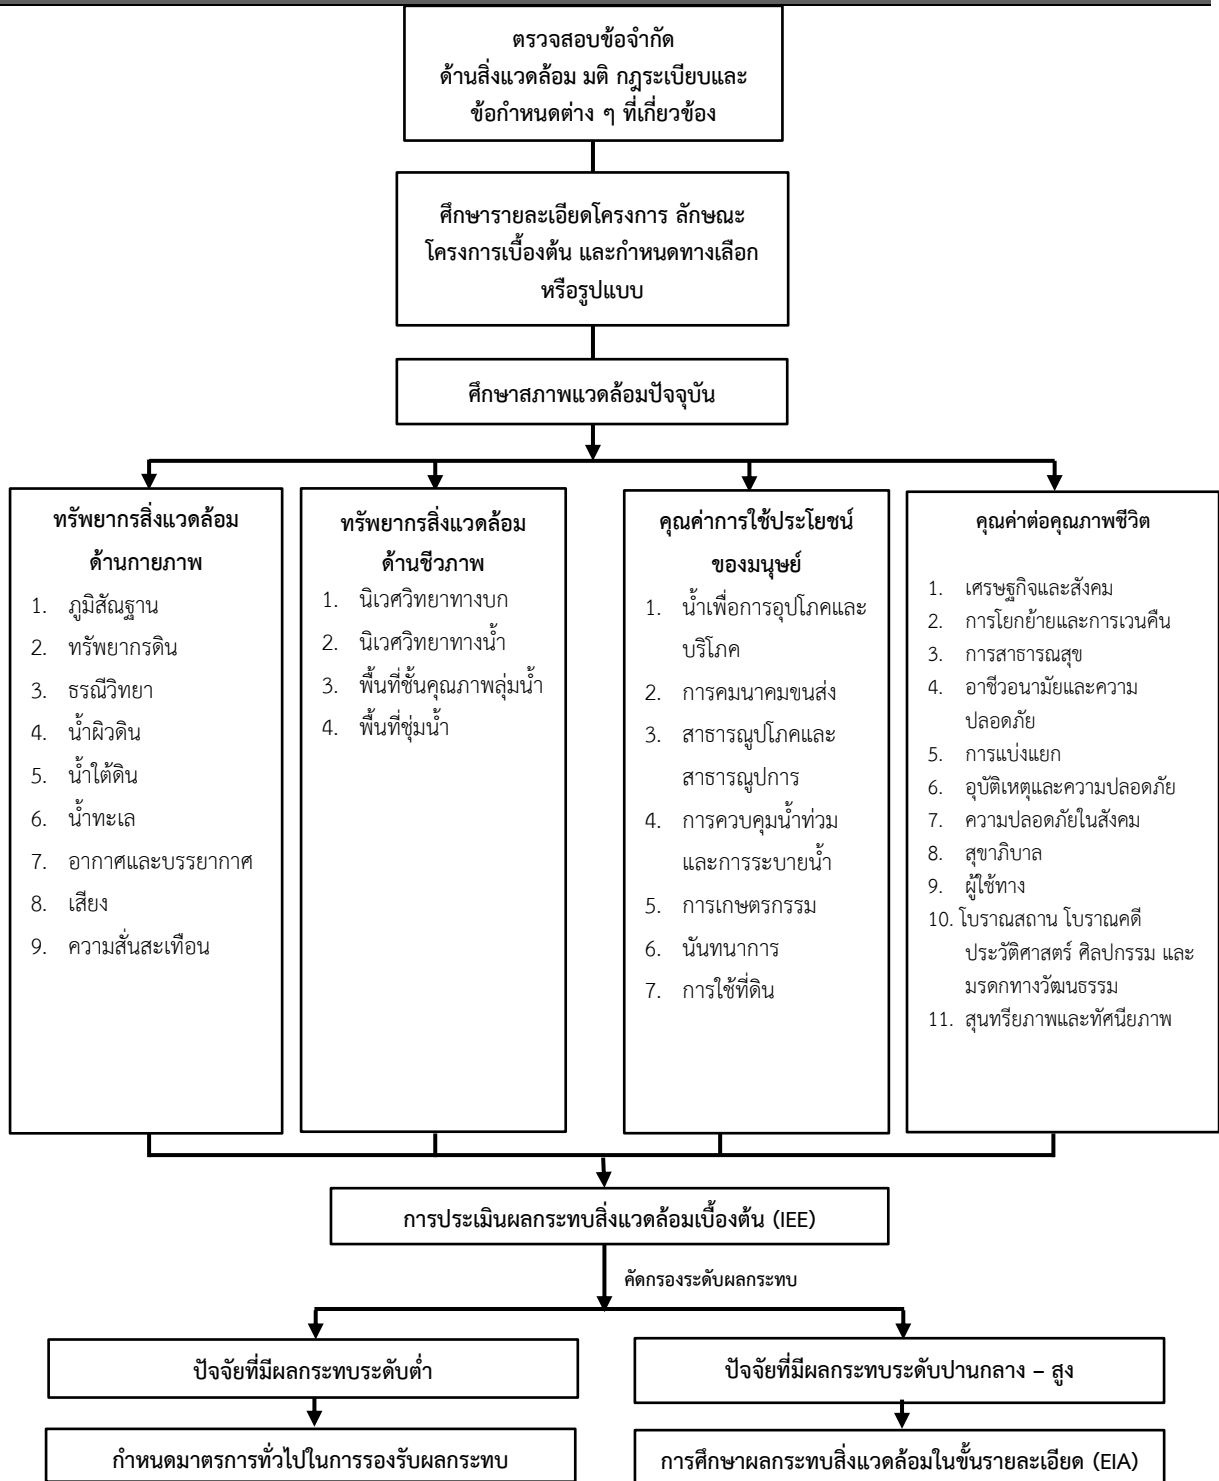 ตรวจสอบข้อจำกัด
ด้านสิ่งแวดล้อม มติ กฎระเบียบและ
ข้อกำหนดต่าง ๆ ที่เกี่ยวข้อง
ศึกษารายละเอียดโครงการ ลักษณะ
โครงการเบื้องต้น และกำหนดทางเลือก
หรือรูปแบบ
ศึกษาสภาพแวดล้อมปัจจุบัน
ทรัพยากรสิ่งแวดล้อม
ด้านกายภาพ
1. ภูมิสัณฐาน
2. ทรัพยากรดิน
3. ธรณีวิทยา
4. น้ำผิวดิน
5. น้ำใต้ดิน
6. น้ำทะเล
7. อากาศและบรรยากาศ
8. เสียง
9. ความสั่นสะเทือน
ทรัพยากรสิ่งแวดล้อม
ด้านชีวภาพ
1. นิเวศวิทยาทางบก
2. นิเวศวิทยาทางน้ำ
3. พื้นที่ชั้นคุณภาพลุ่มน้ำ
4. พื้นที่ชุ่มน้ำ
คุณค่าการใช้ประโยชน์
ของมนุษย์
1. น้ำเพื่อการอุปโภคและ
บริโภค
2. การคมนาคมขนส่ง
3. สาธารณูปโภคและ
สาธารณูปการ
4. การควบคุมน้ำท่วม
และการระบายน้ำ
5. การเกษตรกรรม
6. นันทนาการ
7. การใช้ที่ดิน
คุณค่าต่อคุณภาพชีวิต
1. เศรษฐกิจและสังคม
2. การโยกย้ายและการเวนคืน
3. การสาธารณสุข
4. อาชีวอนามัยและความ
ปลอดภัย
5. การแบ่งแยก
6. อุบัติเหตุและความปลอดภัย
7. ความปลอดภัยในสังคม
8. สุขาภิบาล
9. ผู้ใช้ทาง
10. โบราณสถาน โบราณคดี
ประวัติศาสตร์ ศิลปกรรม และ
มรดกทางวัฒนธรรม
11. สุนทรียภาพและทัศนียภาพ
การประเมินผลกระทบสิ่งแวดล้อมเบื้องต้น (IEE)
คัดกรองระดับผลกระทบ
ปัจจัยที่มีผลกระทบระดับต่ำ
ปัจจัยที่มีผลกระทบระดับปานกลาง – สูง
กำหนดมาตรการทั่วไปในการรองรับผลกระทบ
การศึกษาผลกระทบสิ่งแวดล้อมในขั้นรายละเอียด (EIA)